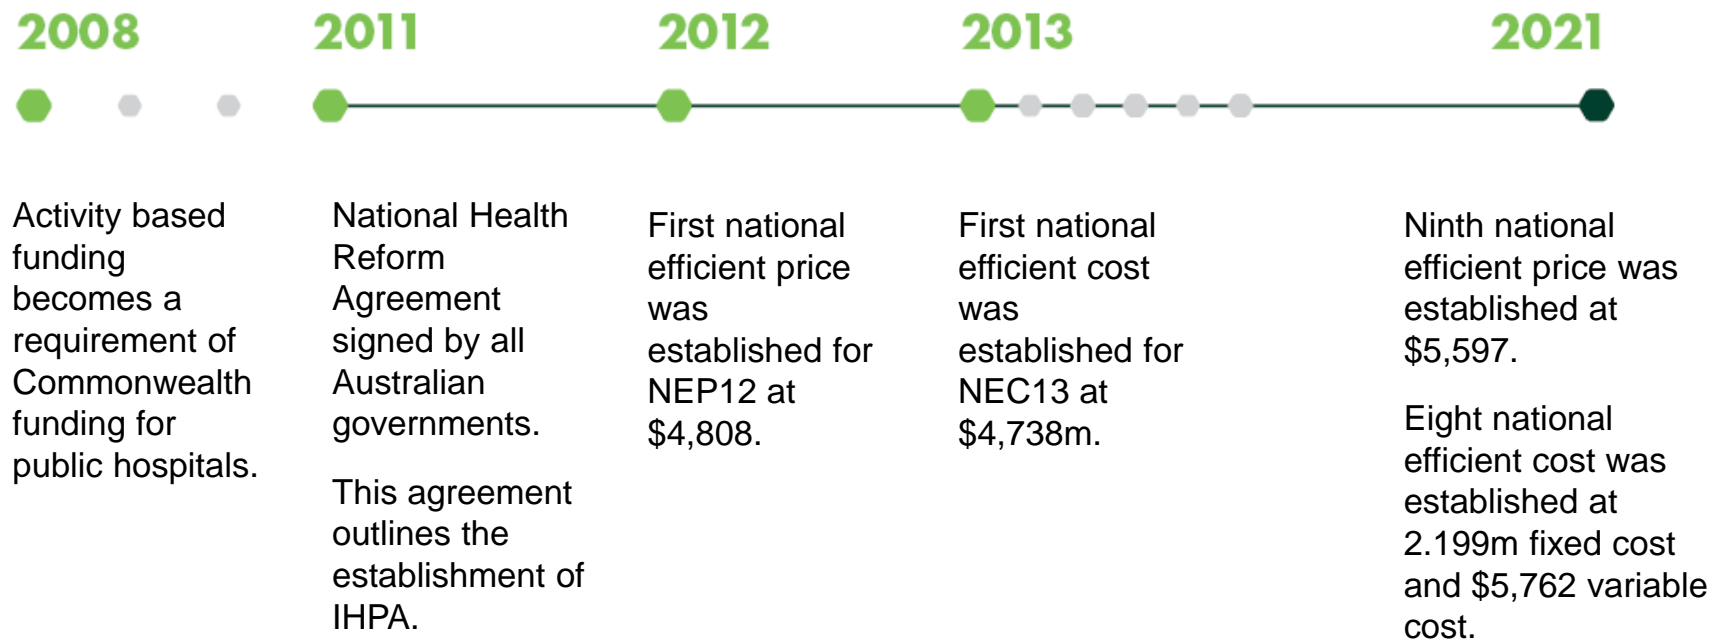 2008
Activity based
funding
becomes a
requirement of
Commonwealth
funding for
public hospitals.
2011
National Health
Reform
Agreement
signed by all
Australian
governments.
This agreement
outlines the
establishment of
IHPA.
2012
First national
efficient price
was
established for
NEP12 at
$4,808.
2013
First national
efficient cost
was
established for
NEC13 at
$4,738m.
2021
Ninth national
efficient price was
established at
$5,597.
Eight national
efficient cost was
established at
2.199m fixed cost
and $5,762 variable
cost.